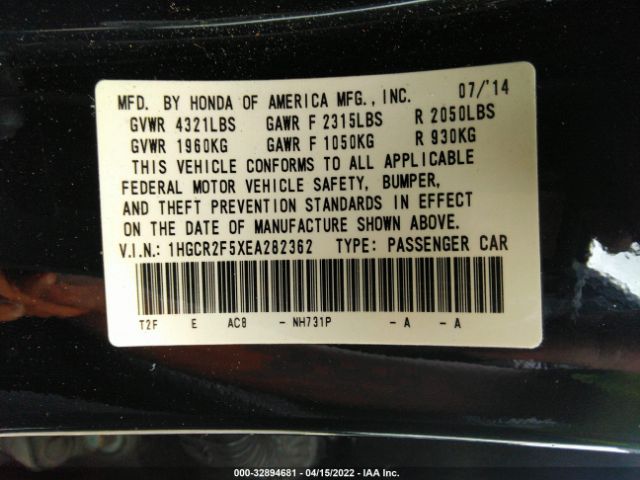 MFD. BY HONDA OF AMERICA MFG., INC. 07/'14
GVWR 4321LBS GAWR F 2315LBS R 2050LBS
GVWR 1960KG GAWR F 1050KG R 930KG
THIS VEHICLE CONFORMS TO ALL APPLICABLE
FEDERAL MOTOR VEHICLE SAFETY, BUMPER,
AND THEFT PREVENTION STANDARDS IN EFFECT
ON THE DATE OF MANUFACTURE SHOWN ABOVE.
V.I.N.: 1HGCR2F5XEA282362 TYPE: PASSENGER CAR
T2F E AC8 - NH731P - A - A
000-32894681 - 04/15/2022 - IAA Inc.